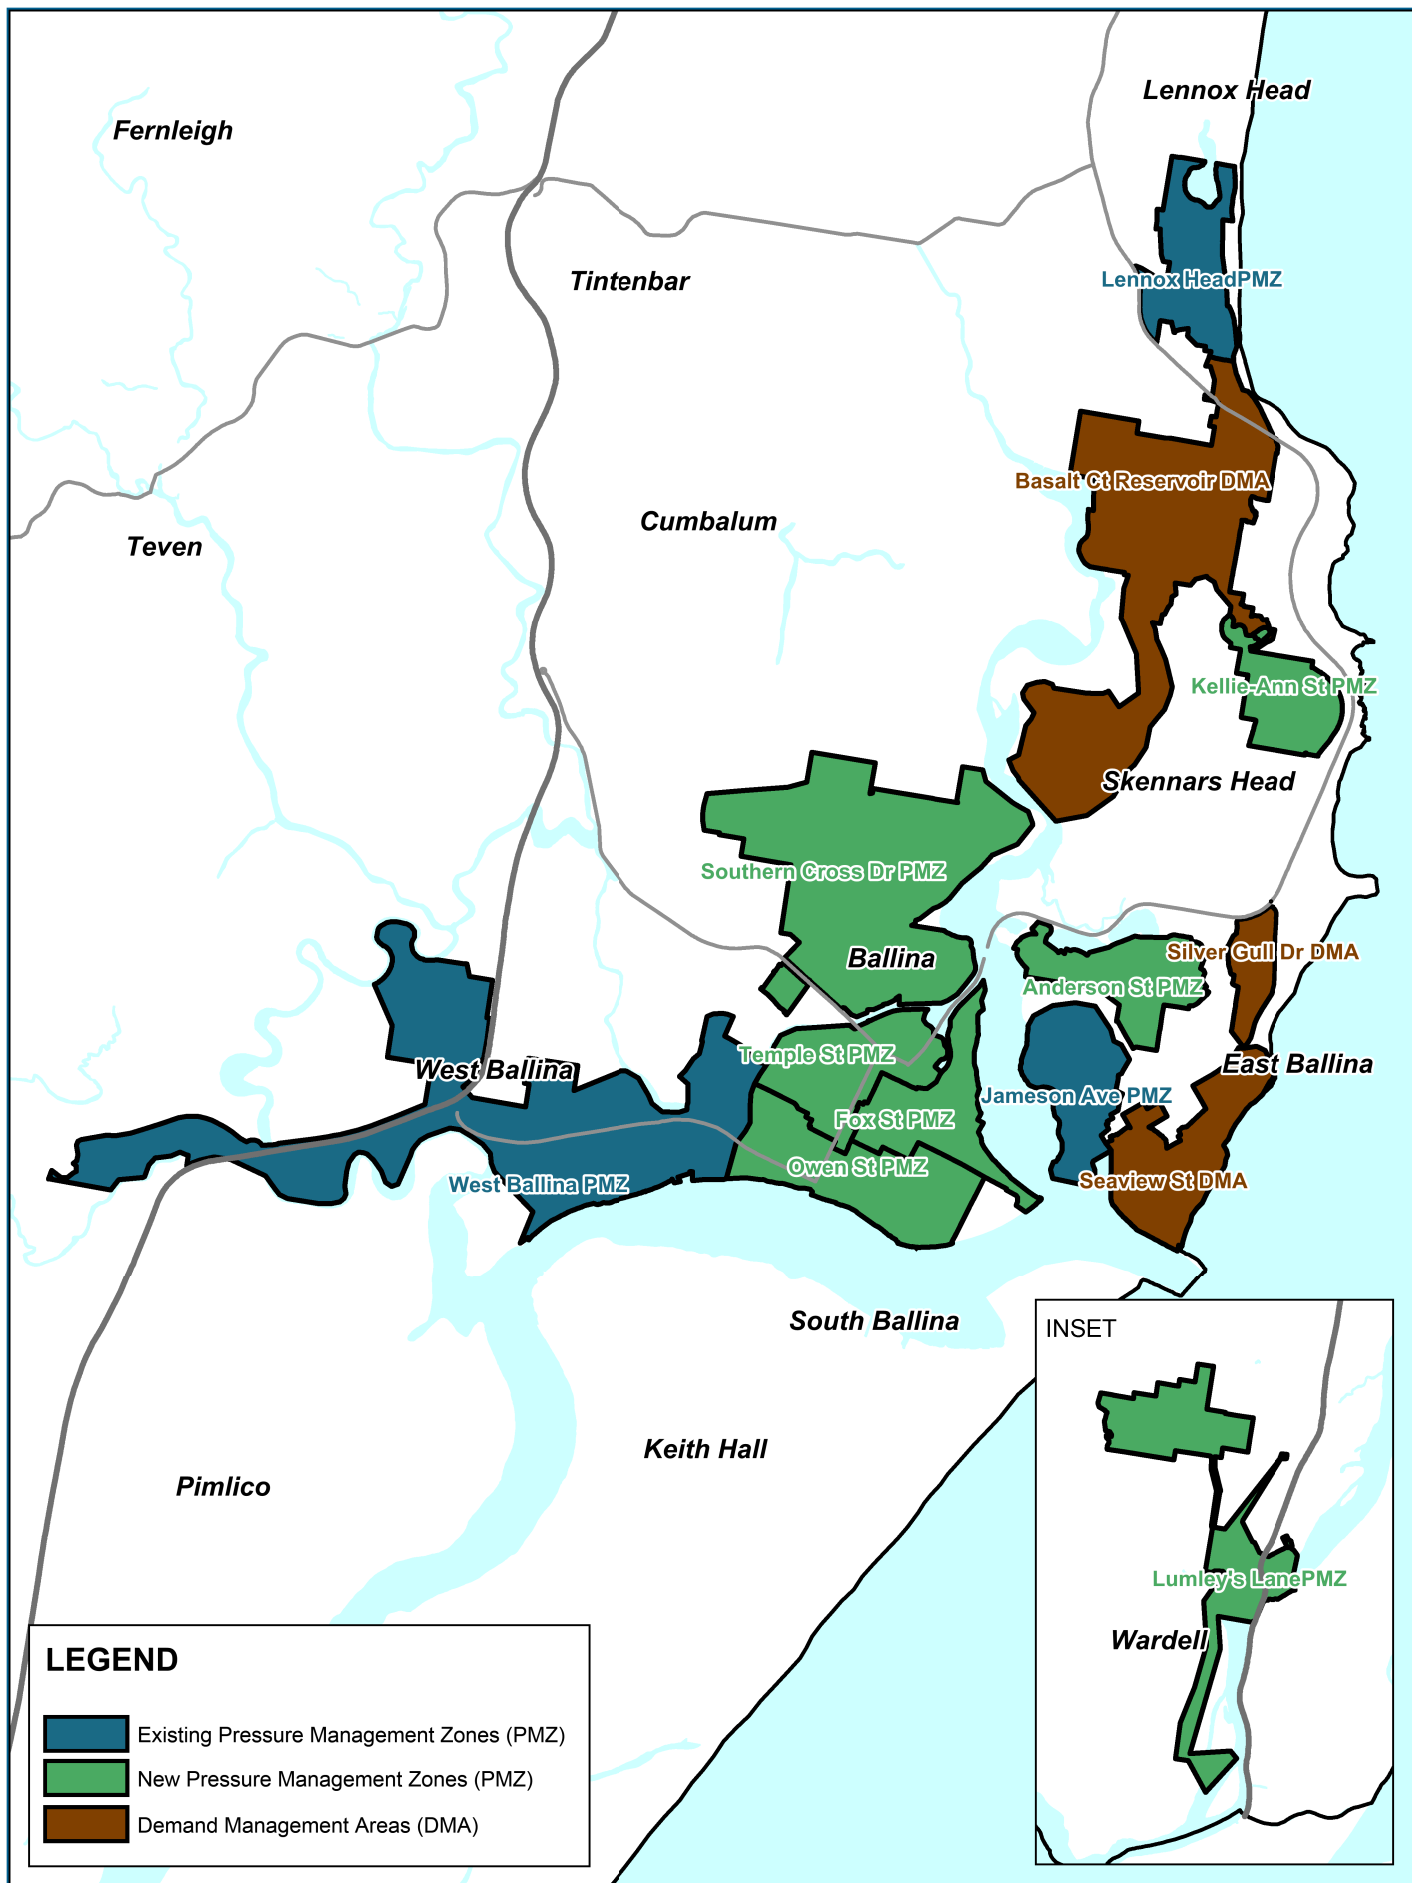 Lennox Head
Fernleigh
Tintenbar
Lennox HeadPMZ
Basalt Ct Reservoir DMA
Cumbalum
Teven
Kellie-Ann St PMZ
Skennars Head
Southern Cross Dr PMZ
Ballina
Silver Gull Dr DMA
Anderson St PMZ
Temple St PMZ
West Ballina
East Ballina
Jameson Ave PMZ
Fox St PMZ
Owen St PMZ
West Ballina PMZ
Seaview St DMA
South Ballina
INSET
Keith Hall
Pimlico
Lumley's LanePMZ
Wardell
LEGEND
Existing Pressure Management Zones (PMZ)
New Pressure Management Zones (PMZ)
Demand Management Areas (DMA)